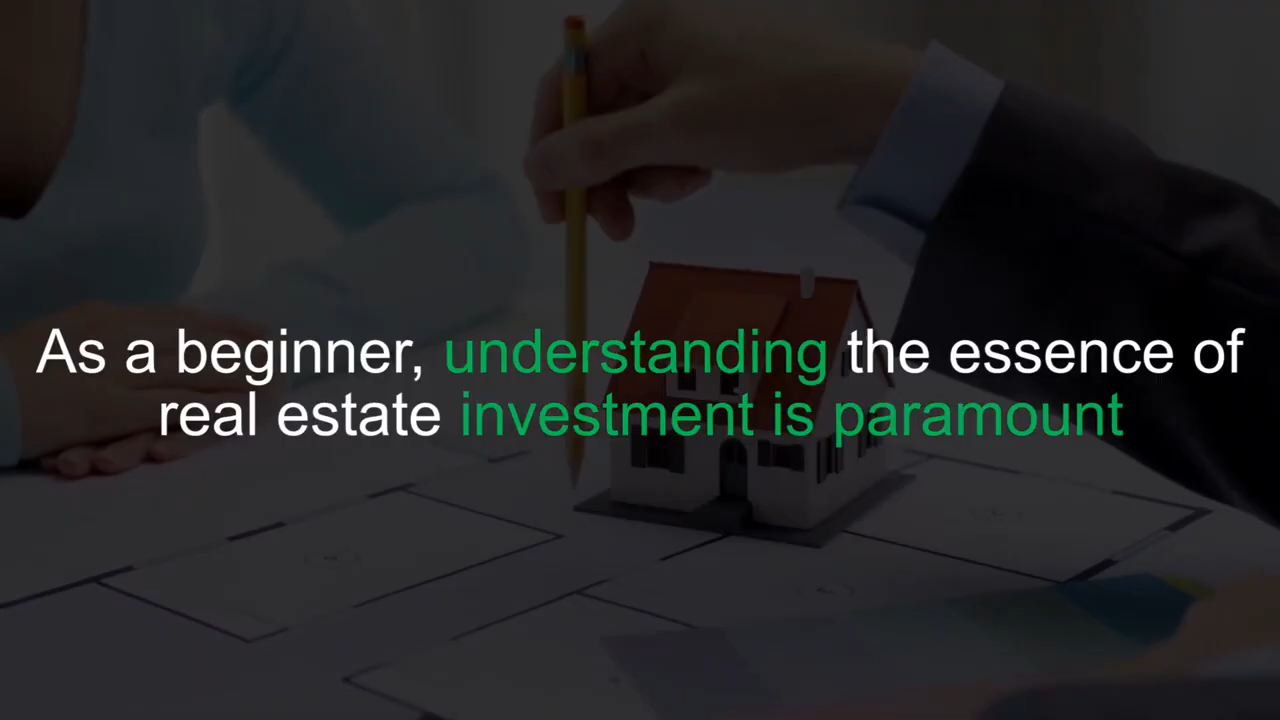 As a beginner, understanding the essence of
real estate investment is paramount